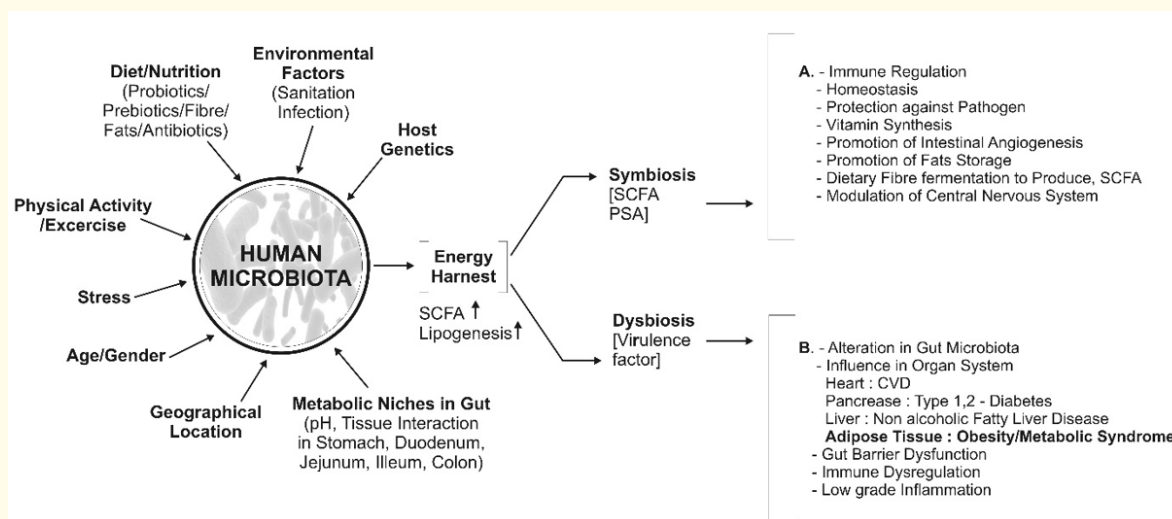 Diet/Nutrition
(Probiotics/
Prebiotics/Fibre/
Fats/Antibiotics)
Environmental
Factors
(Sanitation
Infection)
Host
Genetics
Physical Activity
/Excercise
Stress
Age/Gender
Geographical
Location
Metabolic Niches in Gut
(pH, Tissue Interaction
in Stomach, Duodenum,
Jejunum, Illeum, Colon)
HUMAN
MICROBIOTA
Energy
Harnest
SCFA ↑
Lipogenesis ↑
Symbiosis
[SCFA
PSA]
Dysbiosis
[Virulence
factor]
A. - Immune Regulation
- Homeostasis
- Protection against Pathogen
- Vitamin Synthesis
- Promotion of Intestinal Angiogenesis
- Promotion of Fats Storage
- Dietary Fibre fermentation to Produce, SCFA
- Modulation of Central Nervous System
B. - Alteration in Gut Microbiota
- Influence in Organ System
Heart : CVD
Pancrease : Type 1,2 - Diabetes
Liver : Non alcoholic Fatty Liver Disease
Adipose Tissue : Obesity/Metabolic Syndrome
- Gut Barrier Dysfunction
- Immune Dysregulation
- Low grade Inflammation